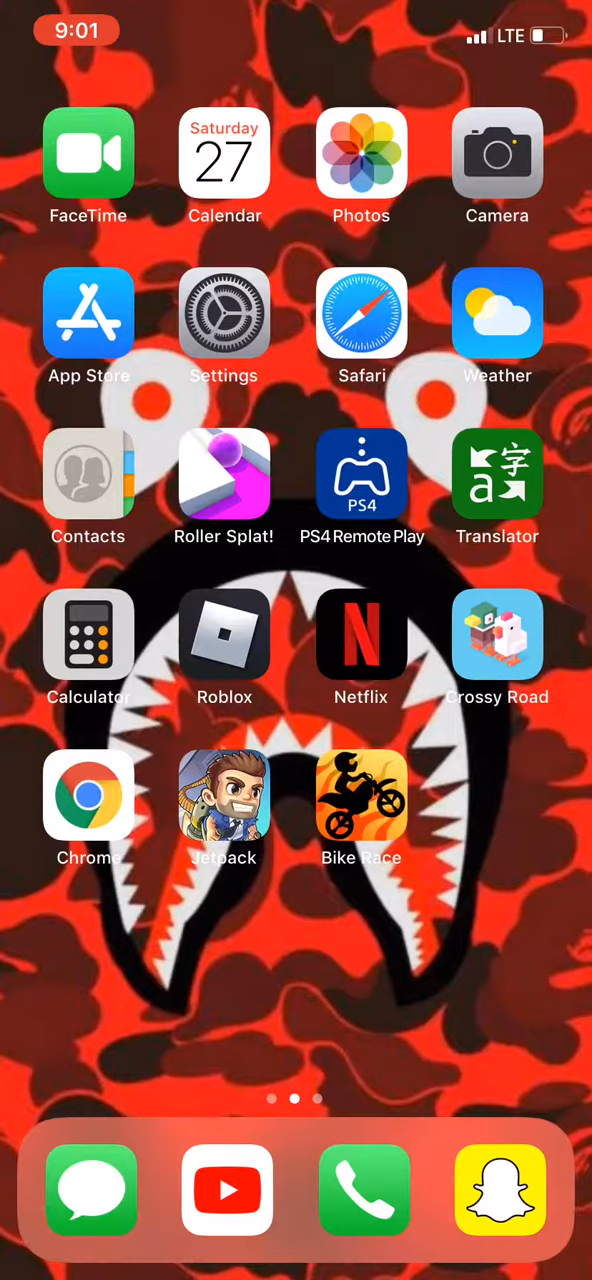 9:01 LTE
Saturday
27
FaceTime Calendar Photos Camera
App Store Settings Safari Weather
PS4
字
a
Contacts Roller Splat! PS4 Remote Play Translator
N
Calculator Roblox Netflix Crossy Road
Chrome Jetpack Bike Race